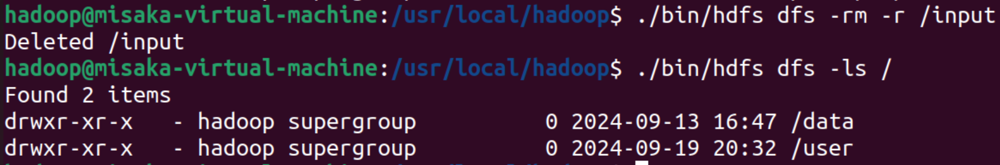 hadoop@misaka-virtual-machine:/usr/local/hadoop$ ./bin/hdfs dfs -rm -r /input
Deleted /input
hadoop@misaka-virtual-machine:/usr/local/hadoop$ ./bin/hdfs dfs -ls /
Found 2 items
drwxr-xr-x   - hadoop supergroup          0 2024-09-13 16:47 /data
drwxr-xr-x   - hadoop supergroup          0 2024-09-19 20:32 /user